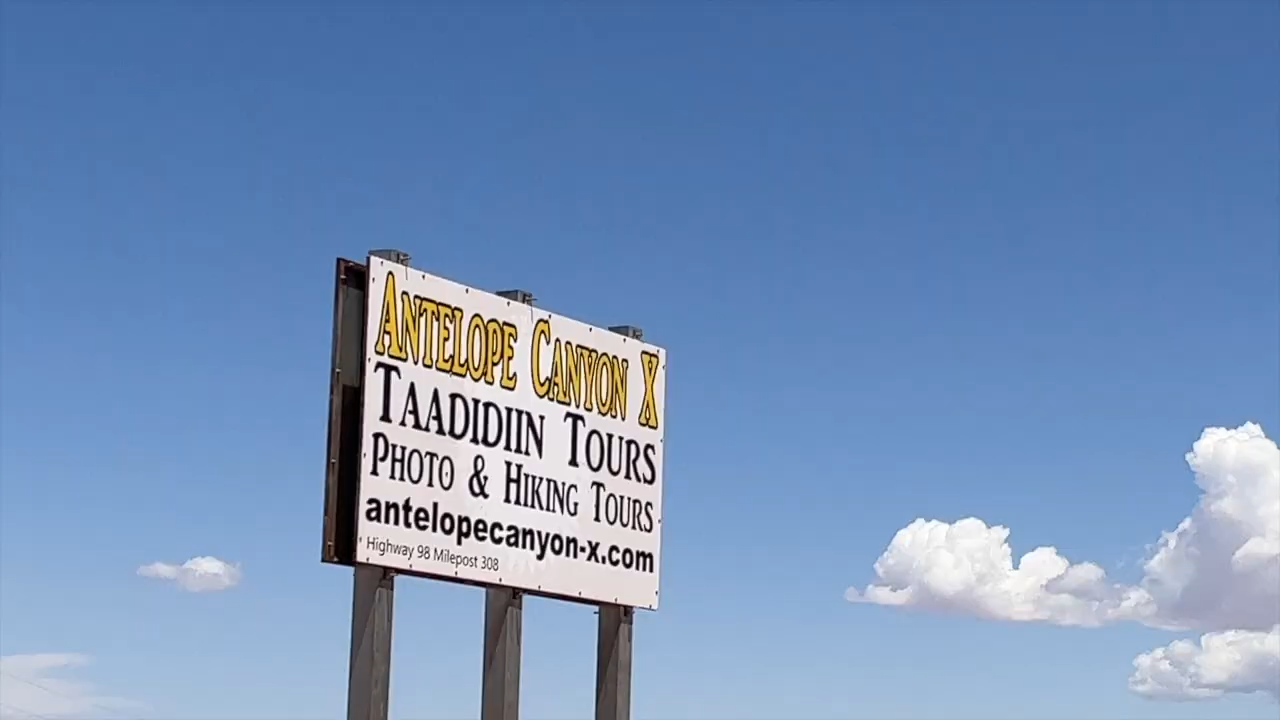 ANTELOPE CANYON X
TAADIDIIN TOURS
PHOTO & HIKING TOURS
antelopecanyon-x.com
Highway 98 Milepost 308